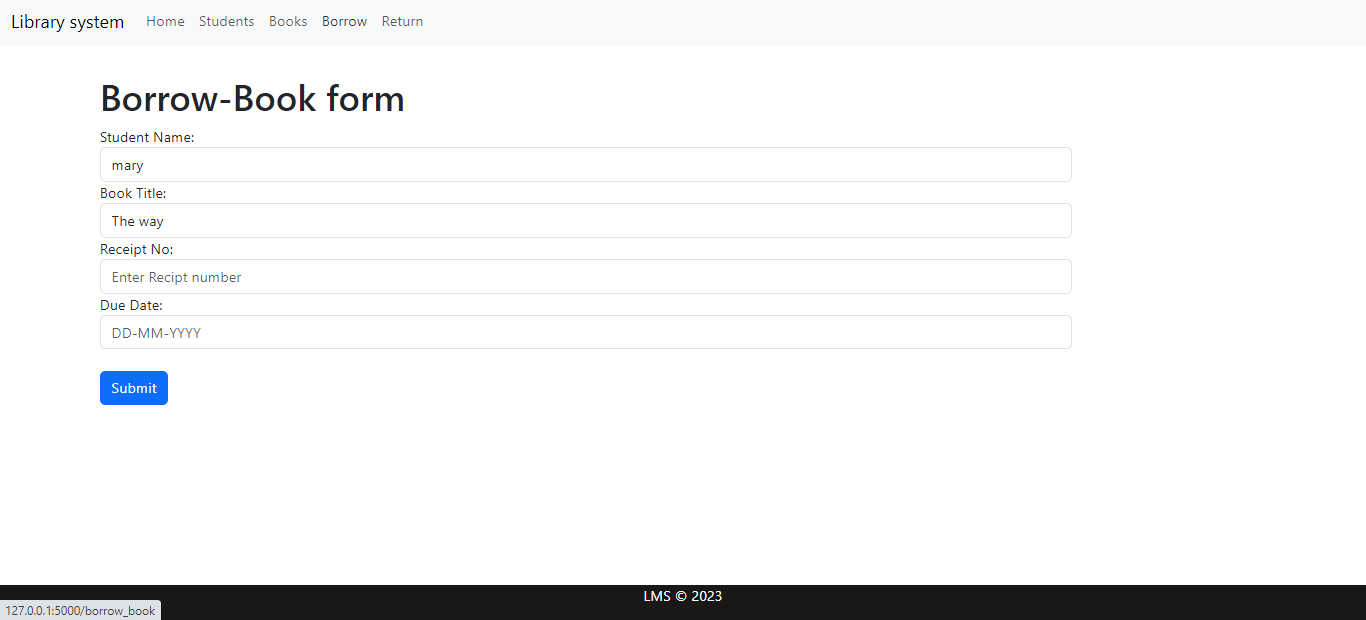 Library system Home Students Books Borrow Return
Borrow-Book form
Student Name:
mary
Book Title:
The way
Receipt No:
Enter Recipt number
Due Date:
DD-MM-YYYY
Submit
LMS © 2023
127.0.0.1:5000/borrow_book